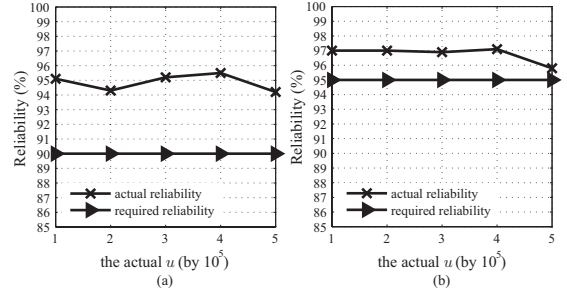 100
99
98
97
96
95
94
93
92
91
90
89
88
87
86
85
Reliability (%)
actual reliability
required reliability
1 2 3 4 5
the actual u (by 10^5)
(a)
100
99
98
97
96
95
94
93
92
91
90
89
88
87
86
85
Reliability (%)
actual reliability
required reliability
1 2 3 4 5
the actual u (by 10^5)
(b)